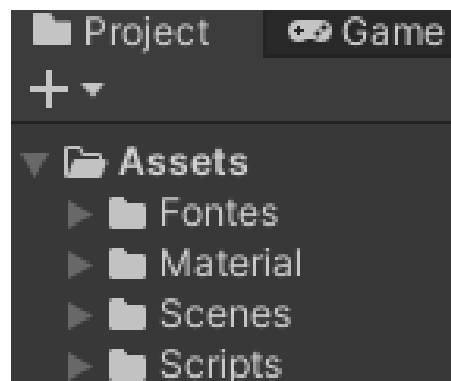 Project Game
Assets
Fontes
Material
Scenes
Scripts